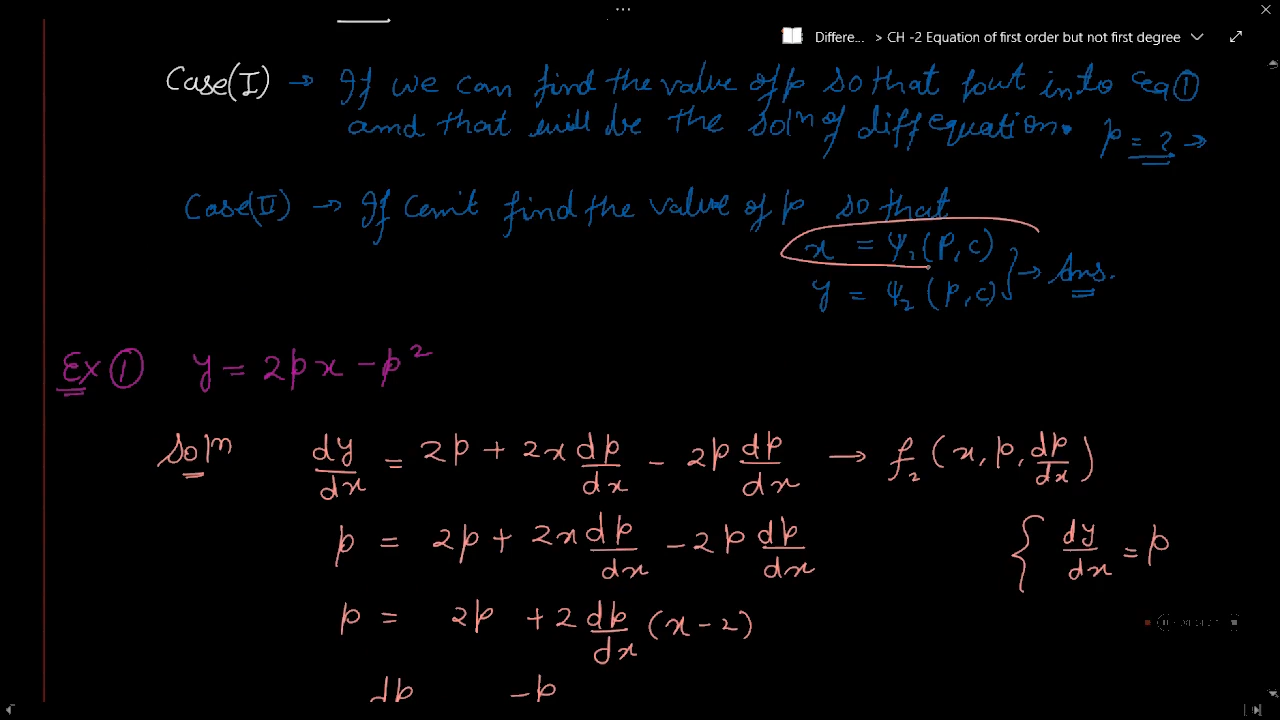 Differe... > CH -2 Equation of first order but not first degree
Case(I) → If we can find the value of p so that put into eq ①
and that will be the soln of diff equation. p = ? →
Case(II) → If can't find the value of p so that
x = ψ₁(P, c)
y = ψ₂(p, c) } → Ans.
Ex ① y = 2px - p²
Soln dy/dx = 2p + 2x dp/dx - 2p dp/dx → f₂(x, p, dp/dx)
p = 2p + 2x dp/dx - 2p dp/dx { dy/dx = p
p = 2p + 2 dp/dx (x - 2)
dp -p